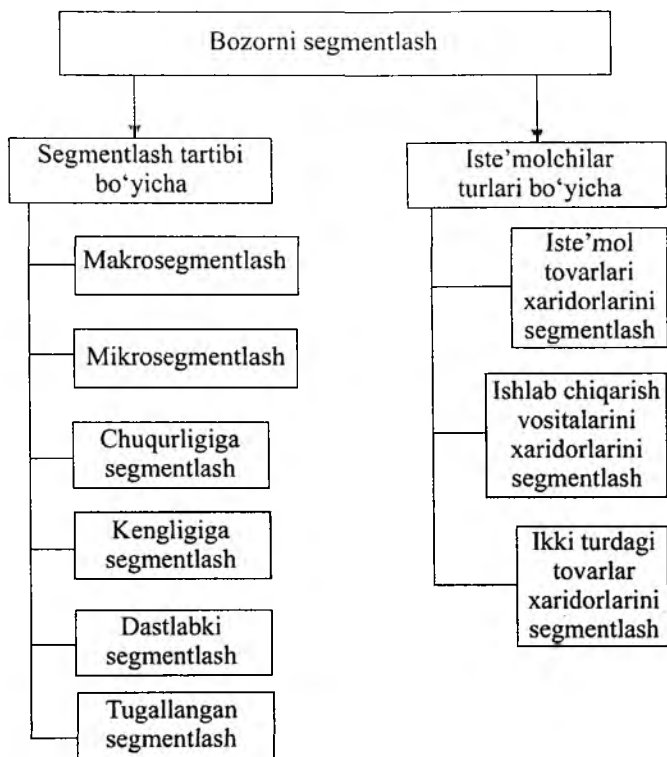 Bozorni segmentlash
Segmentlash tartibi
bo‘yicha
Makrosegmentlash
Mikrosegmentlash
Chuqurligiga
segmentlash
Kengligiga
segmentlash
Dastlabki
segmentlash
Tugallangan
segmentlash
Iste’molchilar
turlari bo‘yicha
Iste’mol
tovarlari
xaridorlarini
segmentlash
Ishlab chiqarish
vositalarini
xaridorlarini
segmentlash
Ikki turdagi
tovarlar
xaridorlarini
segmentlash